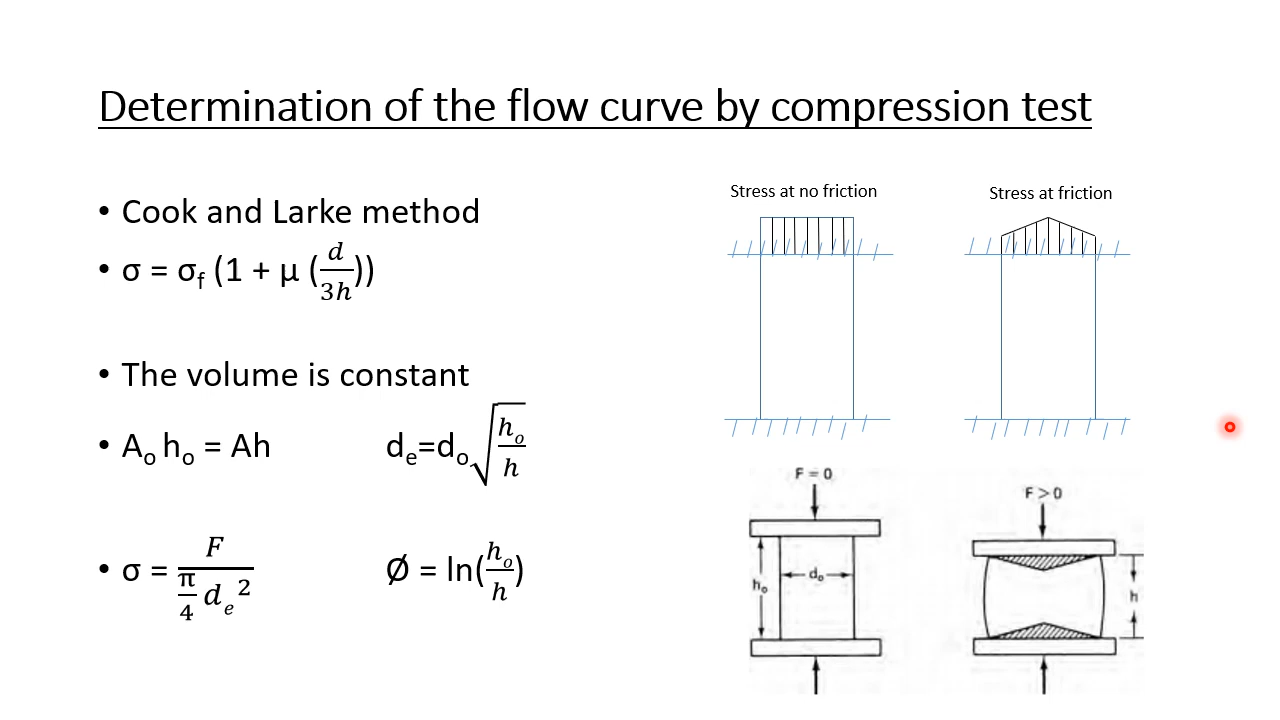 Determination of the flow curve by compression test
• Cook and Larke method
• σ = σf (1 + μ (d/3h))
• The volume is constant
• Ao ho = Ah de=do√(ho/h)
• σ = F/(π/4 de²) Ø = ln(ho/h)
Stress at no friction
Stress at friction
F = 0
ho
do
F > 0
h